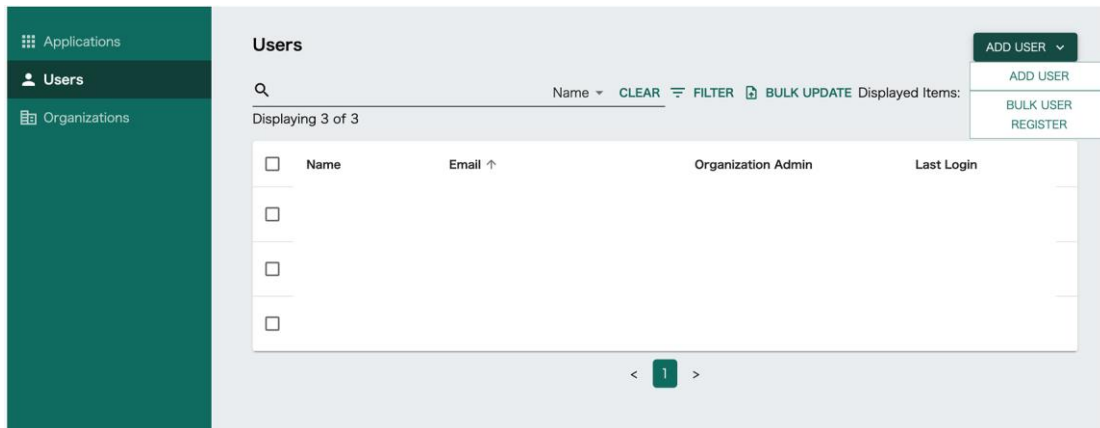 Applications
Users
Organizations
Users
ADD USER
ADD USER
BULK USER
REGISTER
Name CLEAR FILTER BULK UPDATE Displayed Items:
Displaying 3 of 3
Name Email ↑ Organization Admin Last Login
< 1 >